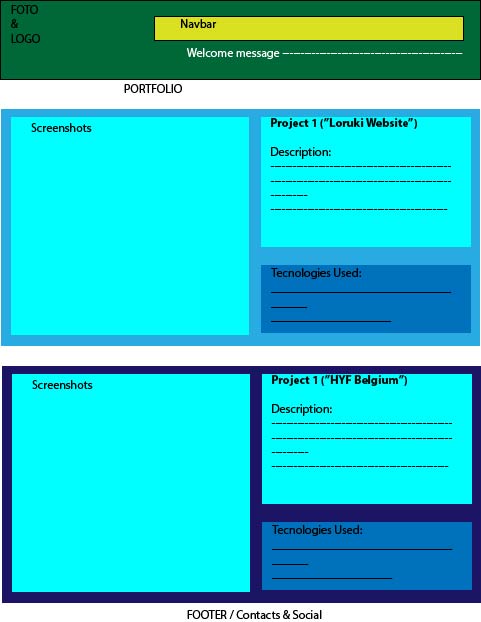 FOTO
&
LOGO
Navbar
Welcome message
PORTFOLIO
Screenshots
Project 1 ("Loruki Website")
Description:
Tecnologies Used:
Screenshots
Project 1 ("HYF Belgium")
Description:
Tecnologies Used:
FOOTER / Contacts & Social